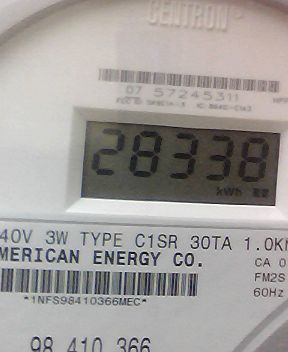 CENTRON
07 57245311
28338
kWh
40V 3W TYPE C1SR 30TA 1.0K
MERICAN ENERGY CO.
CA 0
FM2S
60Hz
*1NFS98410366MEC*
98 410 366